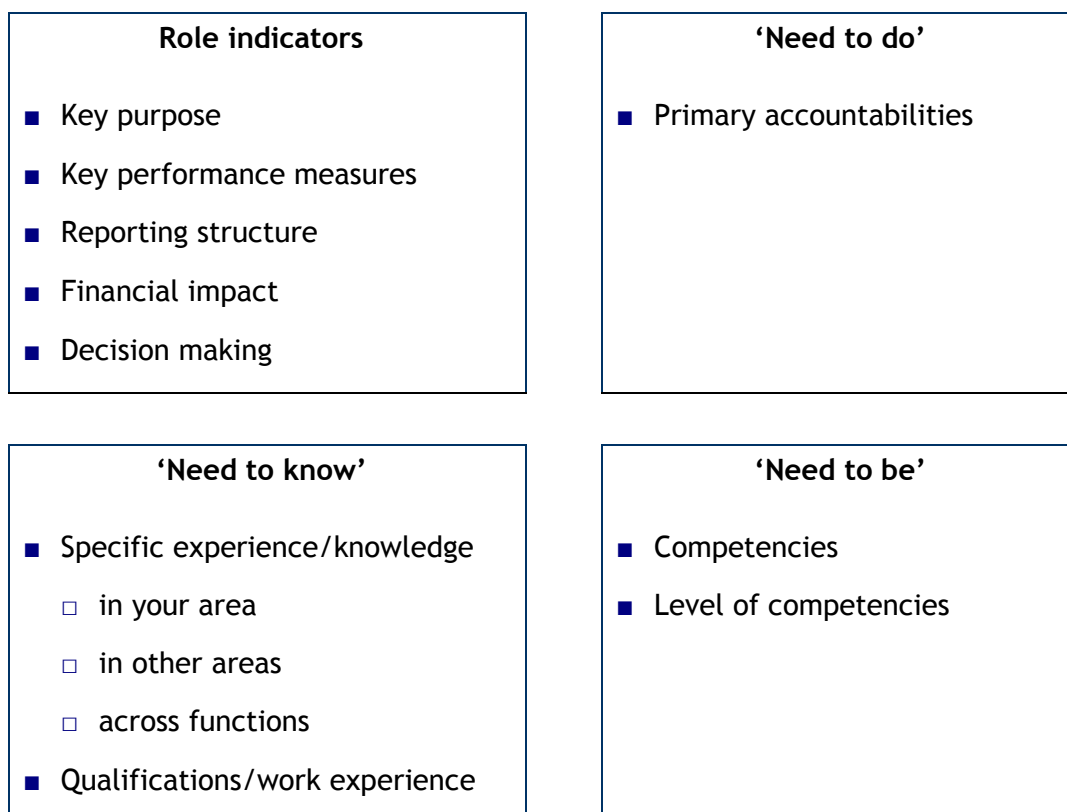 Role indicators
■ Key purpose
■ Key performance measures
■ Reporting structure
■ Financial impact
■ Decision making
‘Need to do’
■ Primary accountabilities
‘Need to know’
■ Specific experience/knowledge
□ in your area
□ in other areas
□ across functions
■ Qualifications/work experience
‘Need to be’
■ Competencies
■ Level of competencies